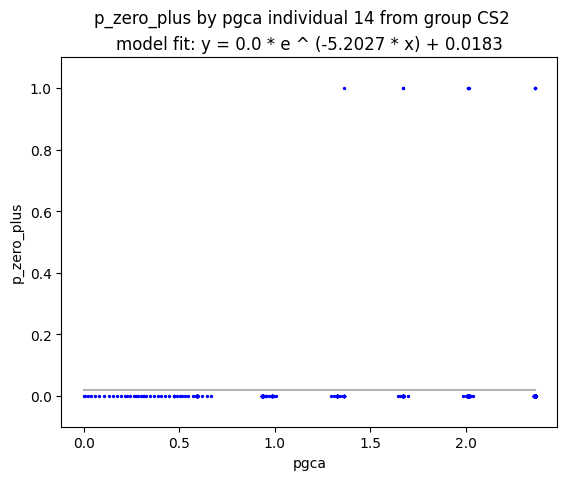 p_zero_plus by pgca individual 14 from group CS2
model fit: y = 0.0 * e ^ (-5.2027 * x) + 0.0183
1.0
0.8
0.6
0.4
0.2
0.0
p_zero_plus
0.0 0.5 1.0 1.5 2.0
pgca